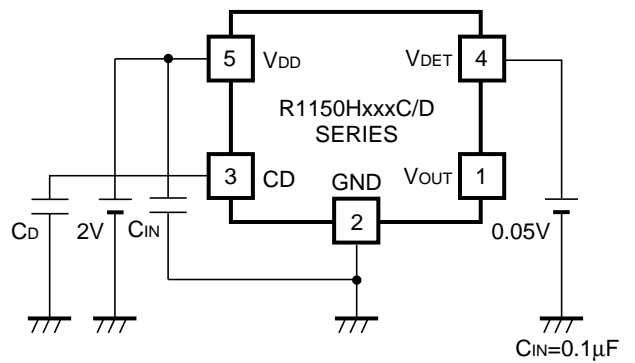 5 VDD VDET 4
R1150HxxxC/D
SERIES
3 CD GND VOUT 1
2
CD 2V CIN 0.05V
CIN=0.1µF